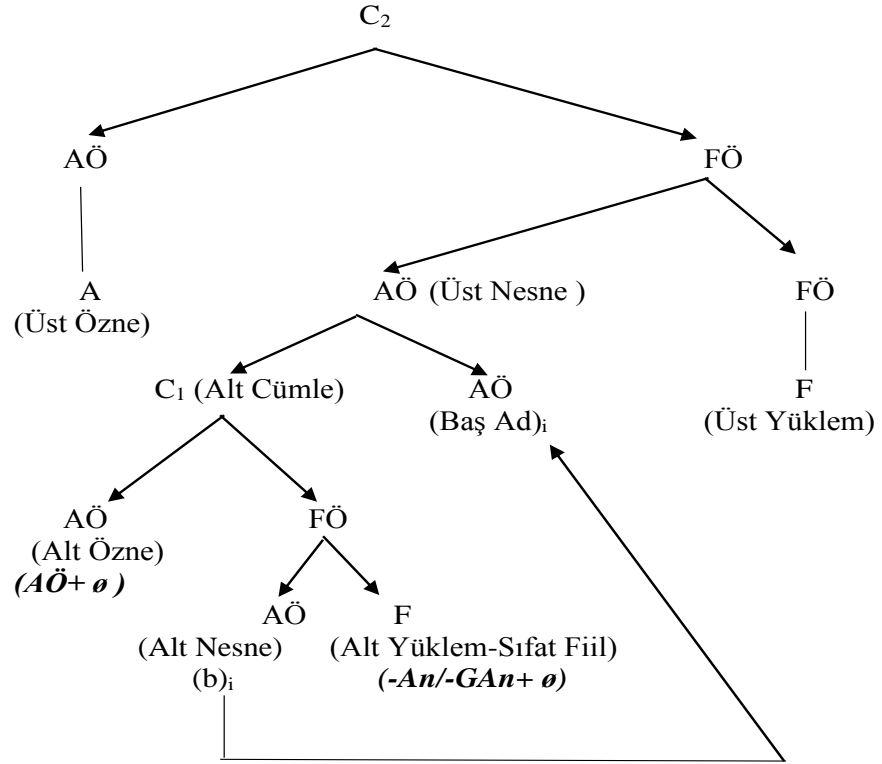 C₂
AÖ FÖ
A AÖ (Üst Nesne ) FÖ
(Üst Özne)
C₁ (Alt Cümle) AÖ F
(Baş Ad)ᵢ (Üst Yüklem)
AÖ FÖ
(Alt Özne)
(AÖ+ ø )
AÖ F
(Alt Nesne) (Alt Yüklem-Sıfat Fiil)
(b)ᵢ (-An/-GAn+ ø)